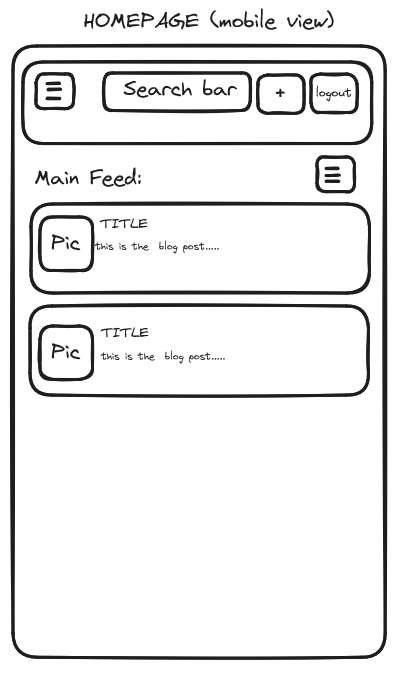 HOMEPAGE (mobile view)
Search bar
+
logout
Main Feed:
Pic
TITLE
this is the blog post.....
Pic
TITLE
this is the blog post.....